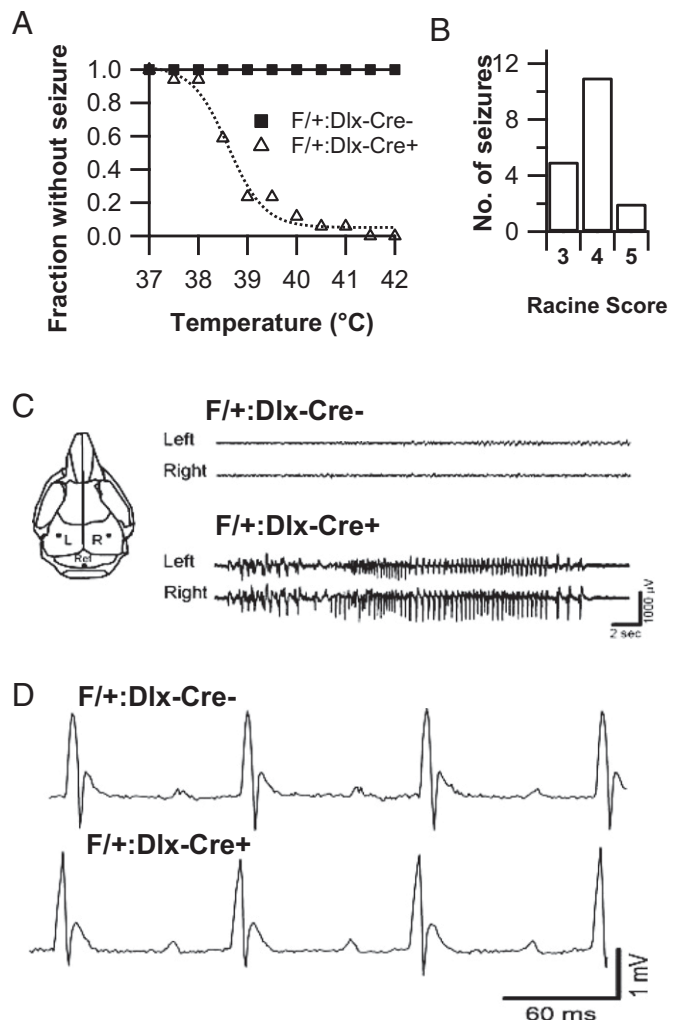 A
Fraction without seizure
1.0
0.8
0.6
0.4
0.2
0.0
F/+:Dlx-Cre-
F/+:Dlx-Cre+
37 38 39 40 41 42
Temperature (°C)
B
No. of seizures
12
8
4
0
3 4 5
Racine Score
C
L R
Ref
F/+:Dlx-Cre-
Left
Right
F/+:Dlx-Cre+
Left
Right
1000 µV
2 sec
D
F/+:Dlx-Cre-
F/+:Dlx-Cre+
1 mV
60 ms